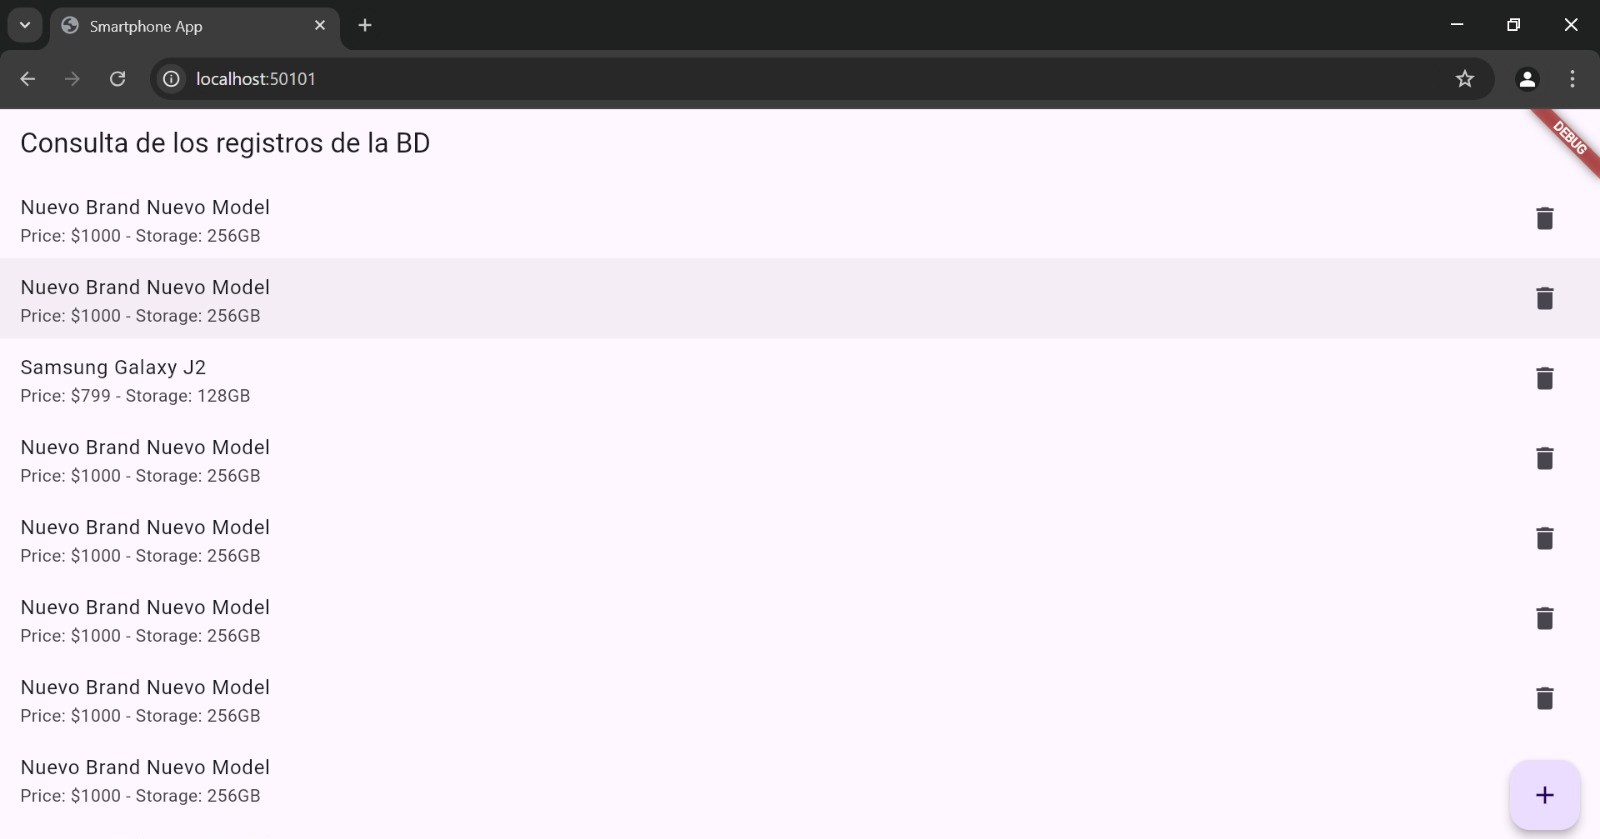 Smartphone App
localhost:50101
DEBUG
Consulta de los registros de la BD
Nuevo Brand Nuevo Model
Price: $1000 - Storage: 256GB
Nuevo Brand Nuevo Model
Price: $1000 - Storage: 256GB
Samsung Galaxy J2
Price: $799 - Storage: 128GB
Nuevo Brand Nuevo Model
Price: $1000 - Storage: 256GB
Nuevo Brand Nuevo Model
Price: $1000 - Storage: 256GB
Nuevo Brand Nuevo Model
Price: $1000 - Storage: 256GB
Nuevo Brand Nuevo Model
Price: $1000 - Storage: 256GB
Nuevo Brand Nuevo Model
Price: $1000 - Storage: 256GB